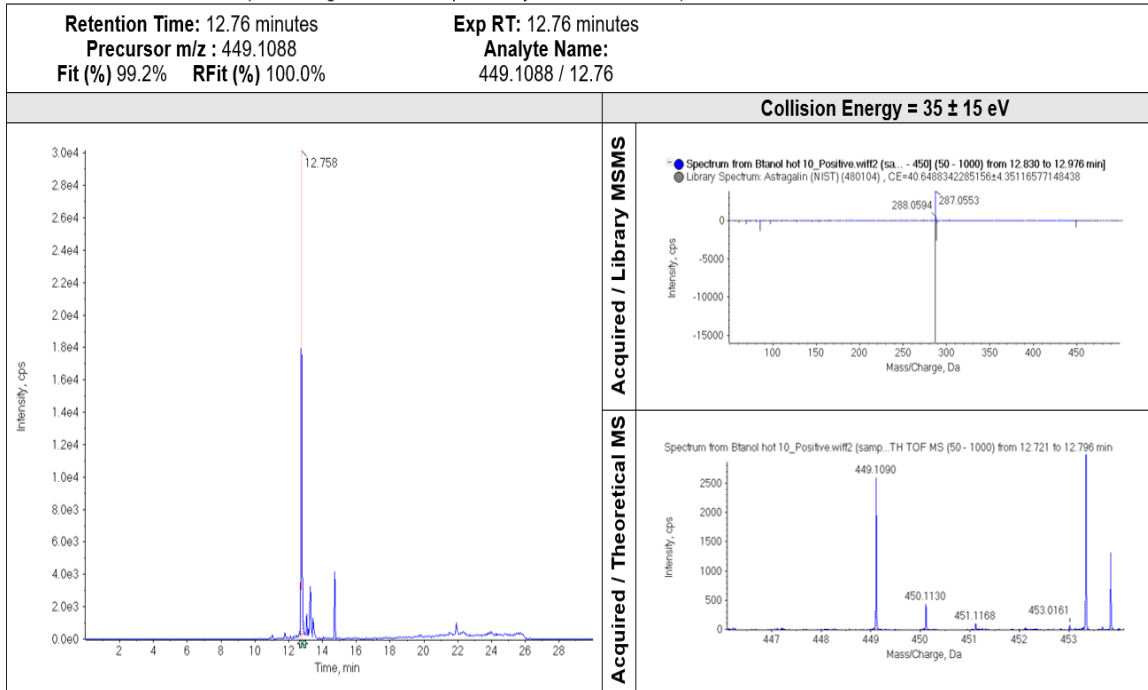 Retention Time: 12.76 minutes
Exp RT: 12.76 minutes
Precursor m/z : 449.1088
Analyte Name:
Fit (%) 99.2% RFit (%) 100.0%
449.1088 / 12.76
Collision Energy = 35 ± 15 eV
12.758
3.0e4
2.8e4
2.6e4
2.4e4
2.2e4
2.0e4
1.8e4
1.6e4
1.4e4
1.2e4
1.0e4
8.0e3
6.0e3
4.0e3
2.0e3
0.0e0
Intensity, cps
2 4 6 8 10 12 14 16 18 20 22 24 26 28
Time, min
Acquired / Library MSMS
Spectrum from Btanol hot 10_Positive.wiff2 (sa... - 450] (50 - 1000) from 12.830 to 12.976 min]
Library Spectrum: Astragalin (NIST) (480104) , CE=40.6488342285156±4.35116577148438
288.0594
287.0553
0
-5000
-10000
-15000
Intensity, cps
100 150 200 250 300 350 400 450
Mass/Charge, Da
Acquired / Theoretical MS
Spectrum from Btanol hot 10_Positive.wiff2 (samp...TH TOF MS (50 - 1000) from 12.721 to 12.796 min
449.1090
450.1130
451.1168
453.0161
2500
2000
1500
1000
500
0
Intensity, cps
447 448 449 450 451 452 453
Mass/Charge, Da